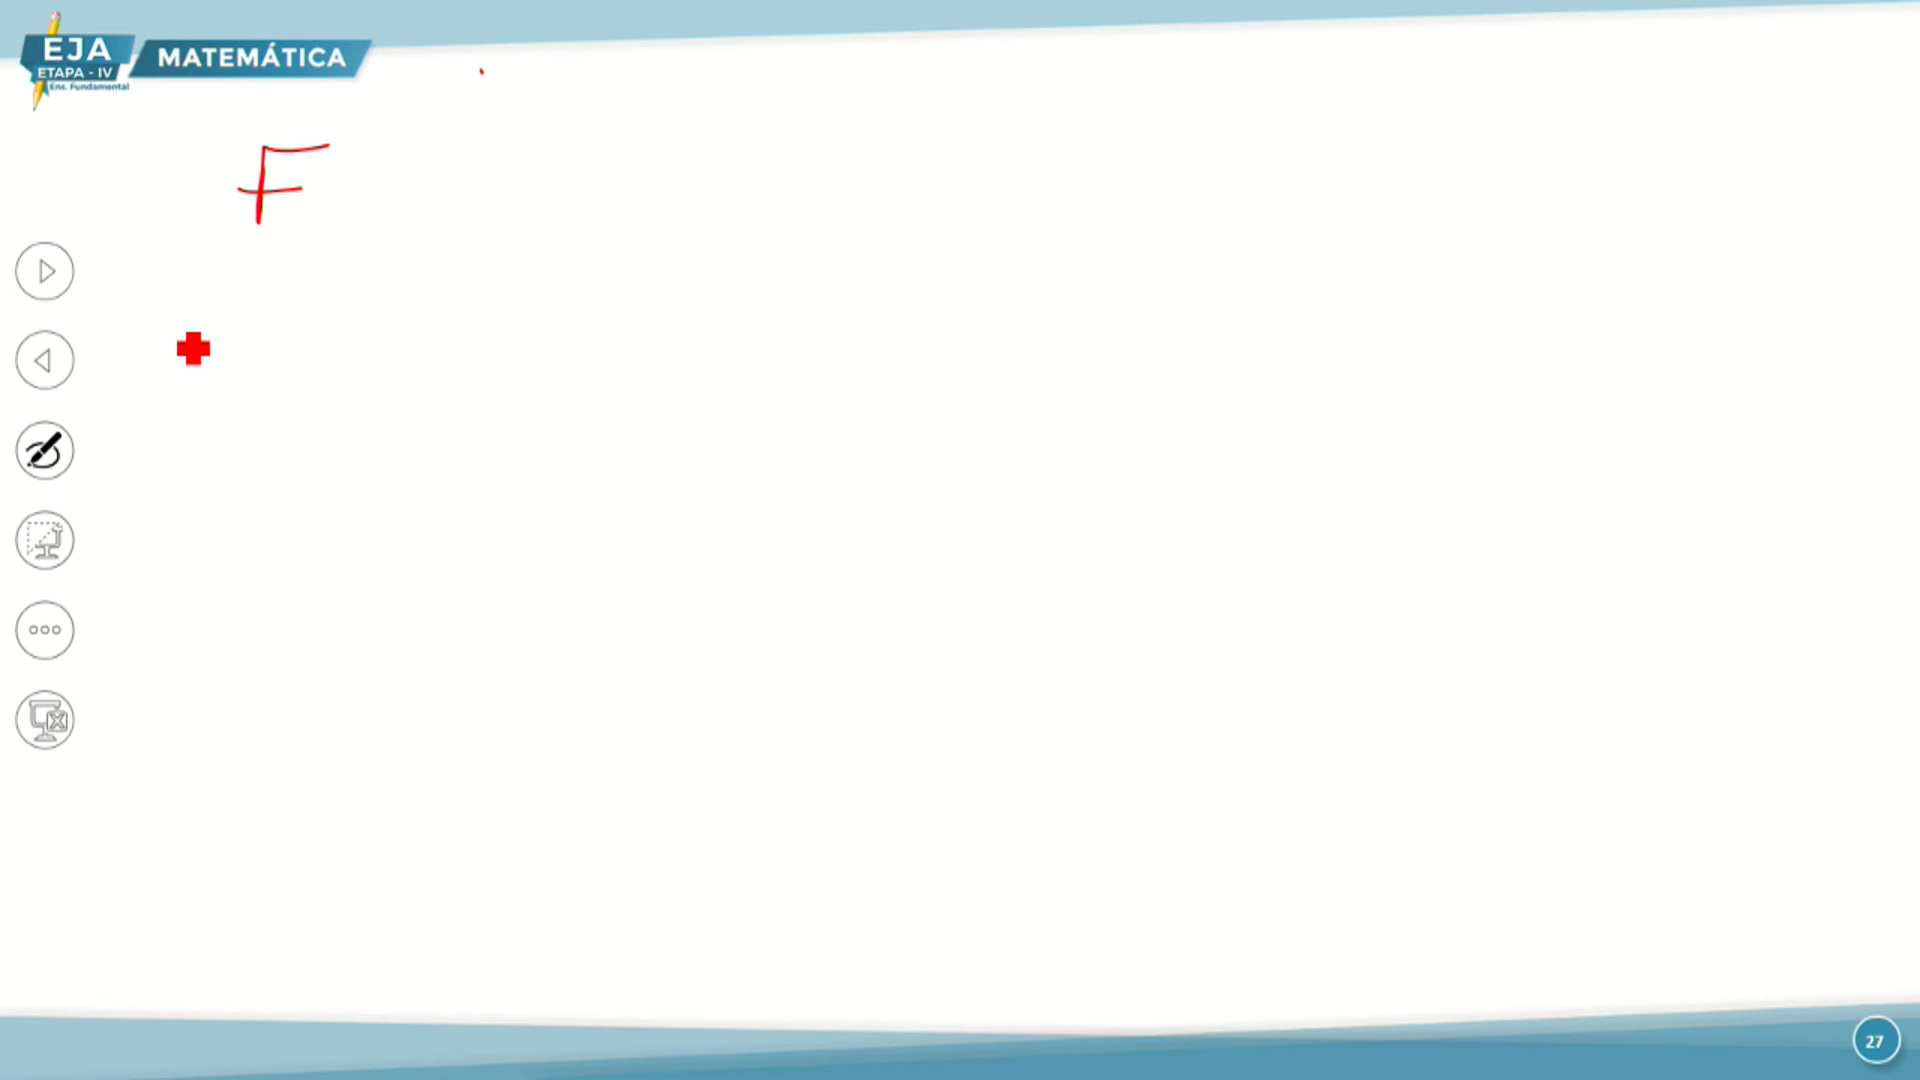 EJA
ETAPA - IV
Ens. Fundamental
MATEMÁTICA
F
27